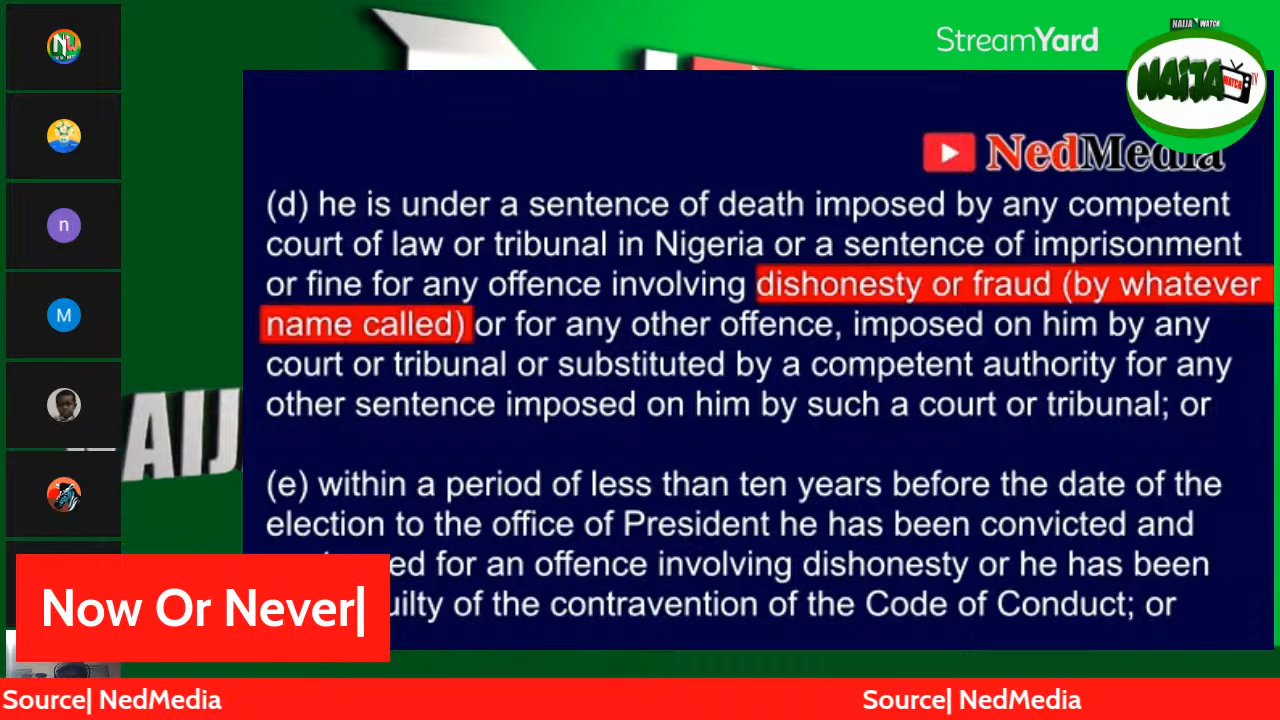 StreamYard
NAIJA WATCH
NAIJA
WATCH
TV
NedMedia
(d) he is under a sentence of death imposed by any competent
court of law or tribunal in Nigeria or a sentence of imprisonment
or fine for any offence involving dishonesty or fraud (by whatever
name called) or for any other offence, imposed on him by any
court or tribunal or substituted by a competent authority for any
other sentence imposed on him by such a court or tribunal; or
(e) within a period of less than ten years before the date of the
election to the office of President he has been convicted and
ed for an offence involving dishonesty or he has been
uilty of the contravention of the Code of Conduct; or
n
M
AIJ
Now Or Never|
Source| NedMedia
Source| NedMedia